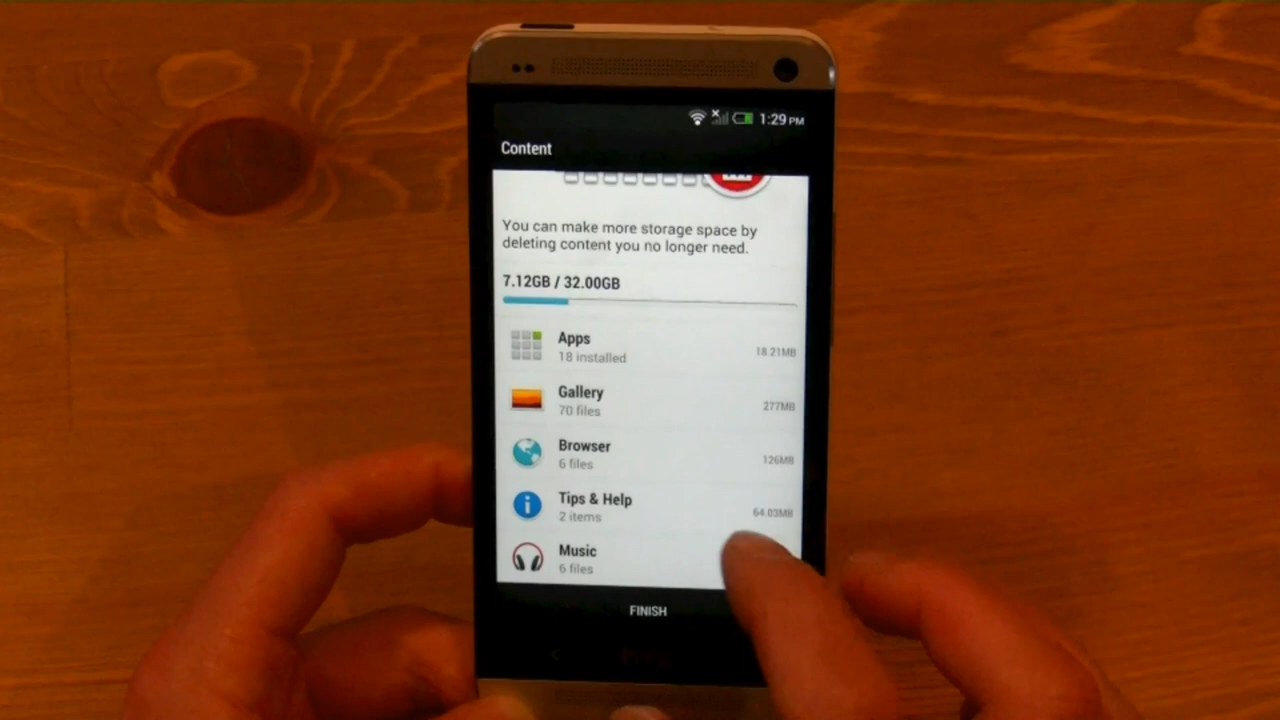 1:29 PM
Content
You can make more storage space by
deleting content you no longer need.
7.12GB / 32.00GB
Apps
18 installed
18.21MB
Gallery
70 files
277MB
Browser
6 files
126MB
Tips & Help
2 items
64.03MB
Music
6 files
FINISH
hTC